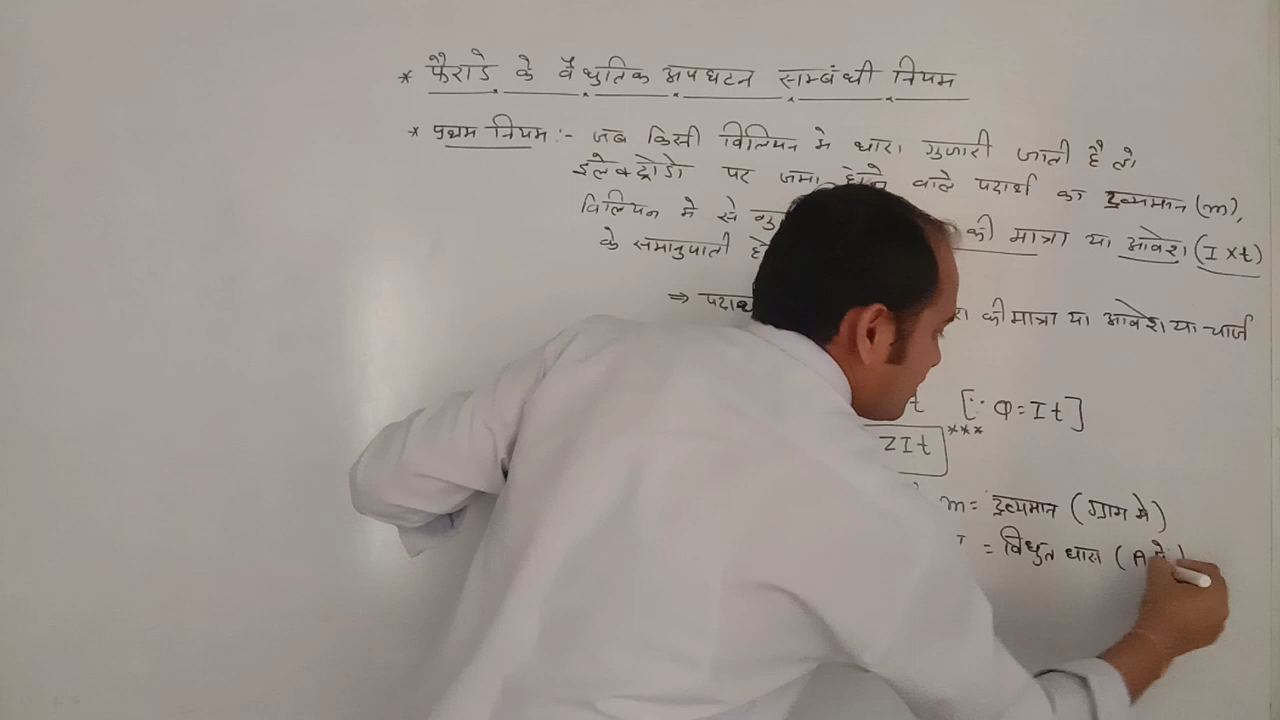 * फैराडे के वैधुतिक अपघटन सम्बंधी नियम
* प्रथम नियम :- जब किसी विलियन मे धारा गुजारी जाती है तो
इलेक्ट्रोडो पर जमा होने वाले पदार्थ का द्रव्यमान (m),
विलियन मे से की मात्रा या आवेश (I×t)
के समानुपाती
⇒ की मात्रा या आवेश या चार्ज
t [∵ Q=It]
ZIt ***
m= द्रव्यमान (ग्राम मे)
I = विधुत धारा (A मे)